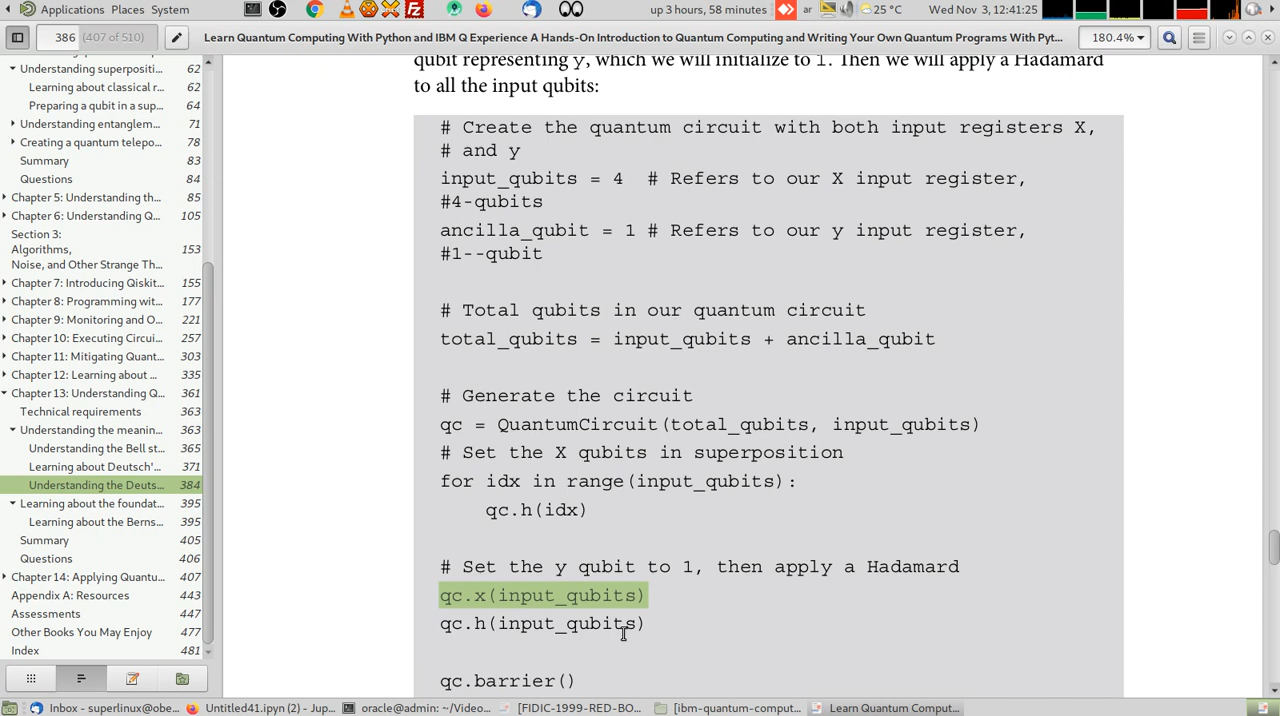 Applications Places System
up 3 hours, 58 minutes
ar
25 °C
Wed Nov 3, 12:41:25
386 (407 of 510)
Learn Quantum Computing With Python and IBM Q Experience A Hands-On Introduction to Quantum Computing and Writing Your Own Quantum Programs With Pyt...
180.4%
Understanding superpositi... 62
Learning about classical r... 62
Preparing a qubit in a sup... 64
Understanding entanglem... 71
Creating a quantum telepo... 78
Summary 83
Questions 84
Chapter 5: Understanding th... 85
Chapter 6: Understanding Q... 105
Section 3:
Algorithms, 153
Noise, and Other Strange Th...
Chapter 7: Introducing Qiskit... 155
Chapter 8: Programming wit... 177
Chapter 9: Monitoring and O... 221
Chapter 10: Executing Circui... 257
Chapter 11: Mitigating Quant... 303
Chapter 12: Learning about ... 335
Chapter 13: Understanding Q... 361
Technical requirements 363
Understanding the meanin... 363
Understanding the Bell st... 365
Learning about Deutsch'... 371
Understanding the Deuts... 384
Learning about the foundat... 395
Learning about the Berns... 395
Summary 405
Questions 406
Chapter 14: Applying Quantu... 407
Appendix A: Resources 443
Assessments 447
Other Books You May Enjoy 477
Index 481
qubit representing y, which we will initialize to 1. Then we will apply a Hadamard
to all the input qubits:
# Create the quantum circuit with both input registers X,
# and y
input_qubits = 4 # Refers to our X input register,
#4-qubits
ancilla_qubit = 1 # Refers to our y input register,
#1--qubit
# Total qubits in our quantum circuit
total_qubits = input_qubits + ancilla_qubit
# Generate the circuit
qc = QuantumCircuit(total_qubits, input_qubits)
# Set the X qubits in superposition
for idx in range(input_qubits):
qc.h(idx)
# Set the y qubit to 1, then apply a Hadamard
qc.x(input_qubits)
qc.h(input_qubits)
qc.barrier()
Inbox - superlinux@obe...
Untitled41.ipyn (2) - Jup...
oracle@admin: ~/Video...
[FIDIC-1999-RED-BO...
[ibm-quantum-comput...
Learn Quantum Comput...